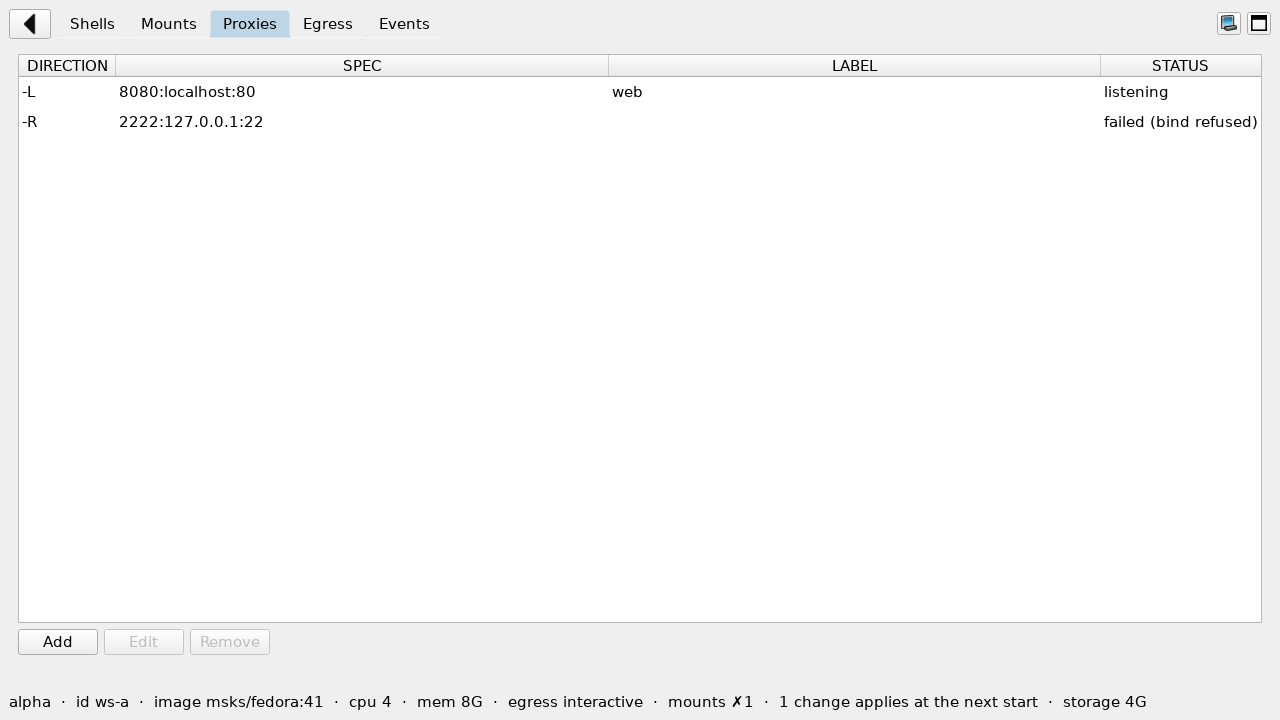 Shells Mounts Proxies Egress Events
DIRECTION SPEC LABEL STATUS
-L 8080:localhost:80 web listening
-R 2222:127.0.0.1:22 failed (bind refused)
Add Edit Remove
alpha · id ws-a · image msks/fedora:41 · cpu 4 · mem 8G · egress interactive · mounts ✗1 · 1 change applies at the next start · storage 4G